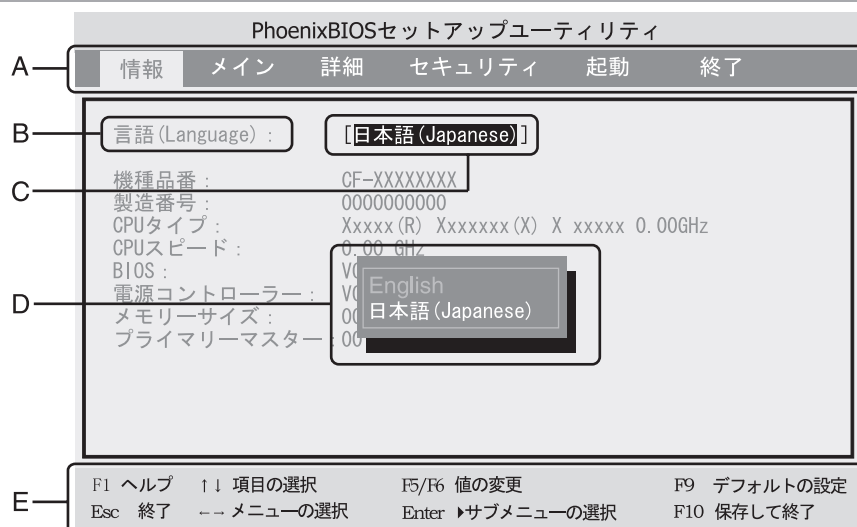 PhoenixBIOSセットアップユーティリティ
A
情報 メイン 詳細 セキュリティ 起動 終了
B
言語(Language) : [日本語(Japanese)]
C
機種品番 : CF-XXXXXXXX
製造番号 : 0000000000
CPUタイプ : Xxxxx(R) Xxxxxxx(X) X xxxxx 0.00GHz
CPUスピード : 0.00 GHz
BIOS : V0
電源コントローラー : V0
メモリーサイズ : 00
プライマリーマスター : 00
D
English
日本語(Japanese)
E
F1 ヘルプ ↑↓ 項目の選択 F5/F6 値の変更 F9 デフォルトの設定
Esc 終了 ←→ メニューの選択 Enter ▶サブメニューの選択 F10 保存して終了